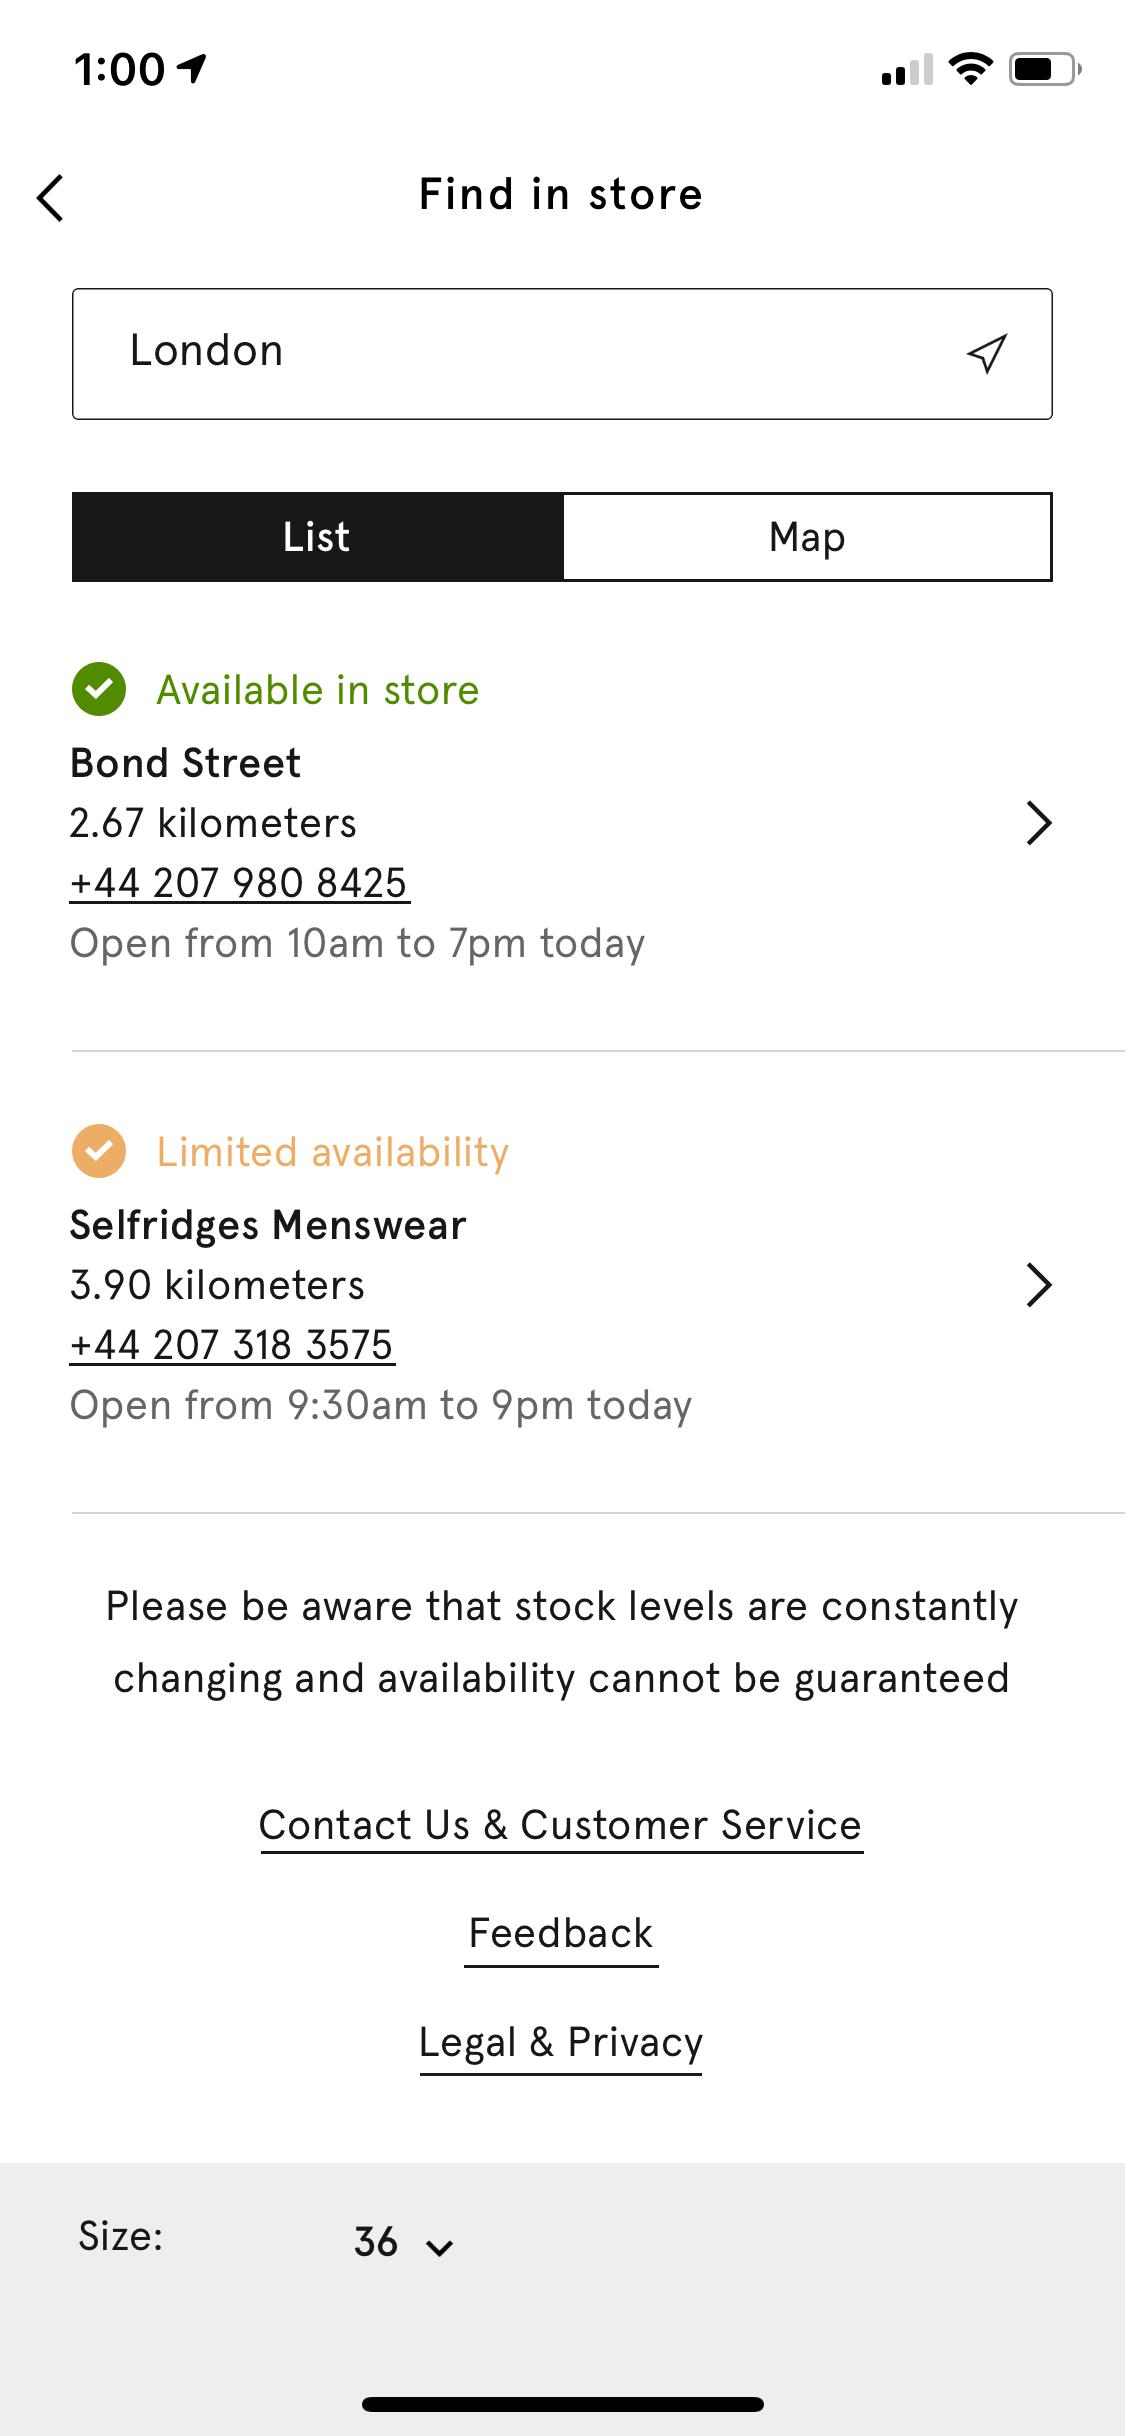 1:00
Find in store
London
List
Map
Available in store
Bond Street
2.67 kilometers
+44 207 980 8425
Open from 10am to 7pm today
Limited availability
Selfridges Menswear
3.90 kilometers
+44 207 318 3575
Open from 9:30am to 9pm today
Please be aware that stock levels are constantly
changing and availability cannot be guaranteed
Contact Us & Customer Service
Feedback
Legal & Privacy
Size: 36